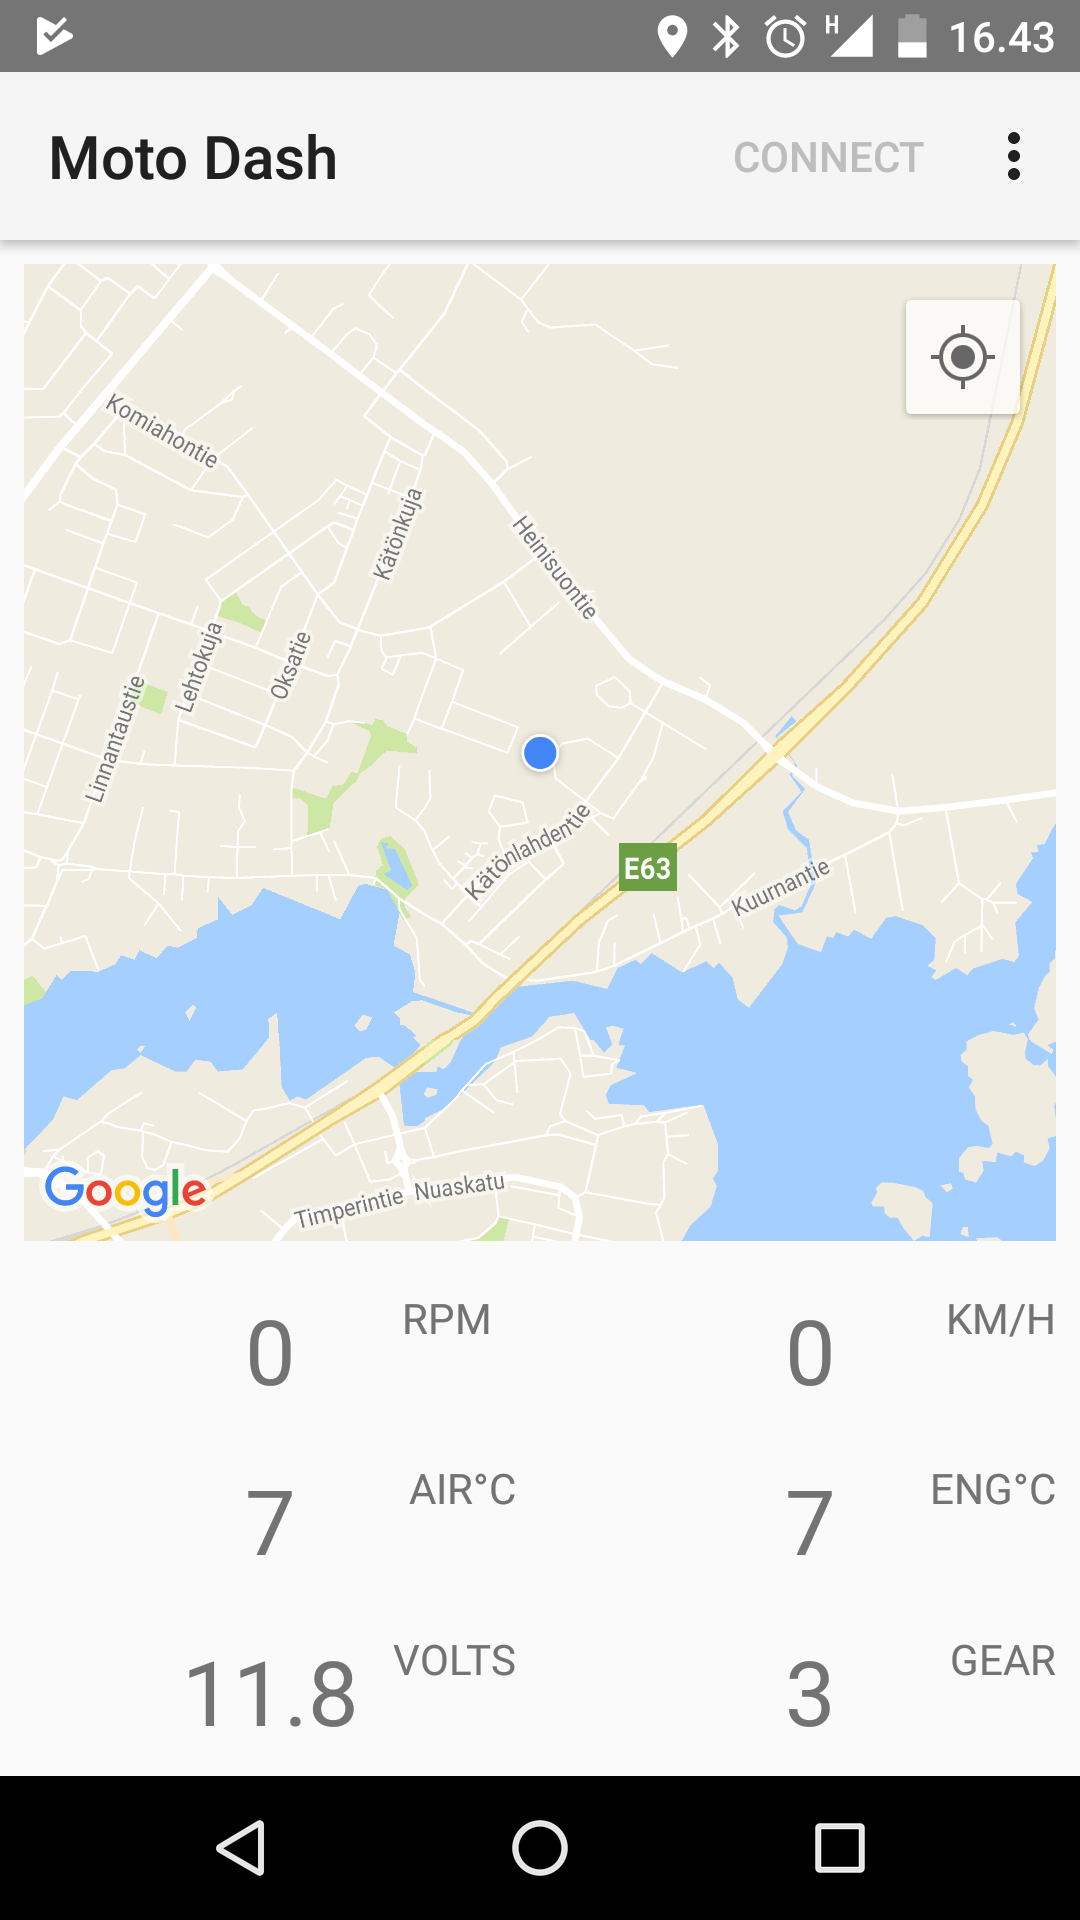 H 16.43
Moto Dash CONNECT
Komiahontie
Kätönkuja
Heinisuontie
Lehtokuja
Oksatie
Linnantaustie
Kätönlahdentie
E63
Kuurnantie
Google
Timperintie Nuaskatu
0 RPM 0 KM/H
7 AIR°C 7 ENG°C
11.8 VOLTS 3 GEAR